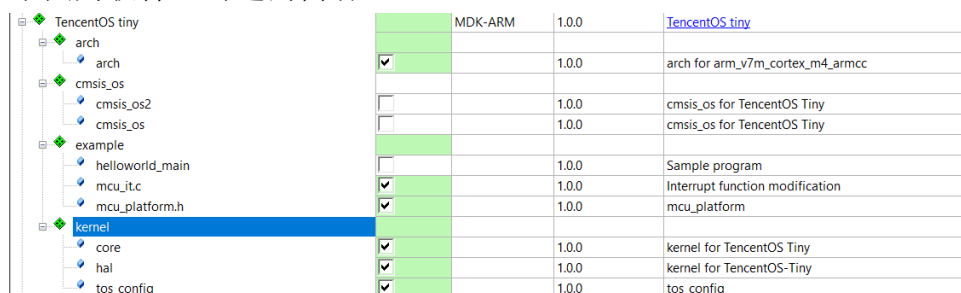 TencentOS tiny MDK-ARM 1.0.0 TencentOS tiny
arch
arch 1.0.0 arch for arm_v7m_cortex_m4_armcc
cmsis_os
cmsis_os2 1.0.0 cmsis_os for TencentOS Tiny
cmsis_os 1.0.0 cmsis_os for TencentOS Tiny
example
helloworld_main 1.0.0 Sample program
mcu_it.c 1.0.0 Interrupt function modification
mcu_platform.h 1.0.0 mcu_platform
kernel
core 1.0.0 kernel for TencentOS Tiny
hal 1.0.0 kernel for TencentOS-Tiny
tos_config 1.0.0 tos_config